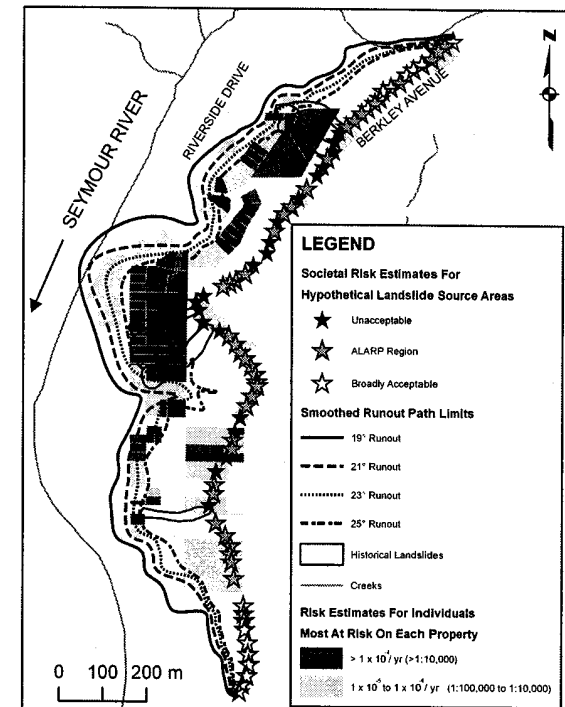 N
SEYMOUR RIVER
RIVERSIDE DRIVE
BERKLEY AVENUE
LEGEND
Societal Risk Estimates For
Hypothetical Landslide Source Areas
Unacceptable
ALARP Region
Broadly Acceptable
Smoothed Runout Path Limits
19° Runout
21° Runout
23° Runout
25° Runout
Historical Landslides
Creeks
Risk Estimates For Individuals
Most At Risk On Each Property
> 1 x 10⁻⁴/ yr (>1:10,000)
1 x 10⁻⁵ to 1 x 10⁻⁴/ yr (1:100,000 to 1:10,000)
0 100 200 m